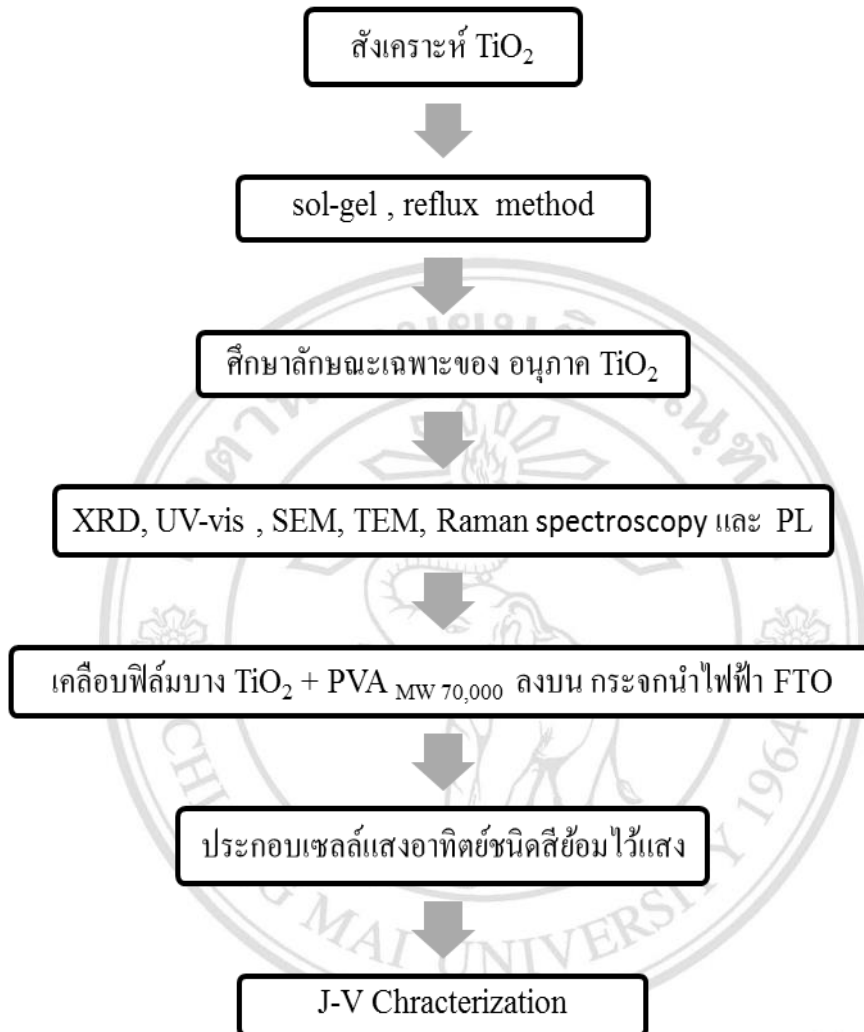 สังเคราะห์ TiO2
sol-gel , reflux method
ศึกษาลักษณะเฉพาะของ อนุภาค TiO2
XRD, UV-vis , SEM, TEM, Raman spectroscopy และ PL
เคลือบฟิล์มบาง TiO2 + PVA MW 70,000 ลงบน กระจกนำไฟฟ้า FTO
ประกอบเซลล์แสงอาทิตย์ชนิดสีย้อมไว้แสง
J-V Chracterization
MAI UNIVERSITY 1964